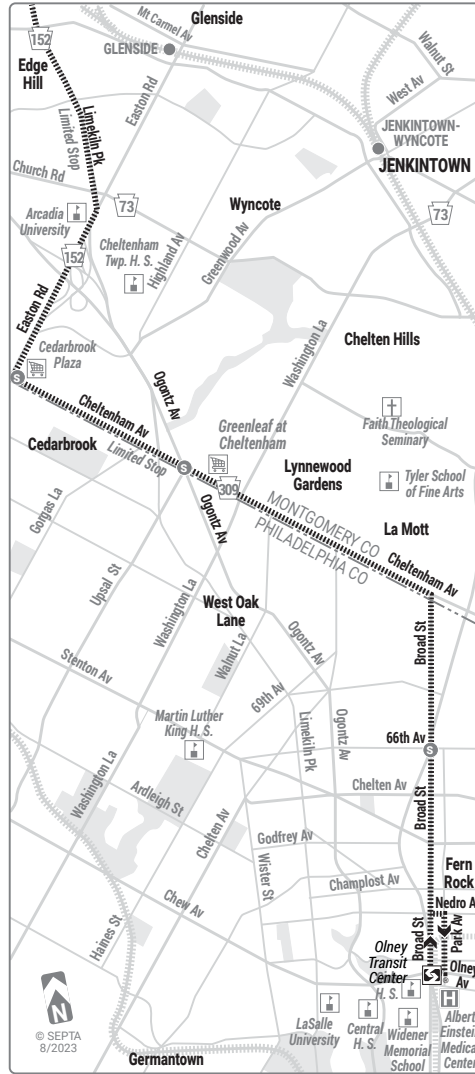 Mt Carmel Av
Glenside
152
GLENSIDE
Edge
Hill
Walnut St
West Av
Easton Rd
Limekiln Pk
Limited Stop
JENKINTOWN-
WYNCOTE
JENKINTOWN
Church Rd
73
Wyncote
73
Arcadia
University
152
Cheltenham
Twp. H. S.
Highland Av
Greenwood Av
Easton Rd
Washington La
Chelten Hills
Cedarbrook
Plaza
Ogontz Av
Cheltenham Av
Limited Stop
Greenleaf at
Cheltenham
Faith Theological
Seminary
Cedarbrook
S
S
309
Lynnewood
Gardens
Tyler School
of Fine Arts
Gorgas La
Ogontz Av
MONTGOMERY CO
PHILADELPHIA CO
La Mott
Cheltenham Av
Upsal St
Washington La
West Oak
Lane
Broad St
Stenton Av
Walnut La
Ogontz Av
69th Av
Martin Luther
King H. S.
Limekiln Pk
Ogontz Av
66th Av
S
Washington La
Ardleigh St
Chelten Av
Chelten Av
Broad St
Godfrey Av
Wister St
Fern
Rock
Champlost Av
Chew Av
Nedro A
Haines St
Broad St
Park Av
Olney
Transit
Center
H. S.
Olney
Av
N
© SEPTA
8/2023
LaSalle
University
Central
H. S.
Widener
Memorial
School
H
Albert
Einstei
Medica
Center
Germantown